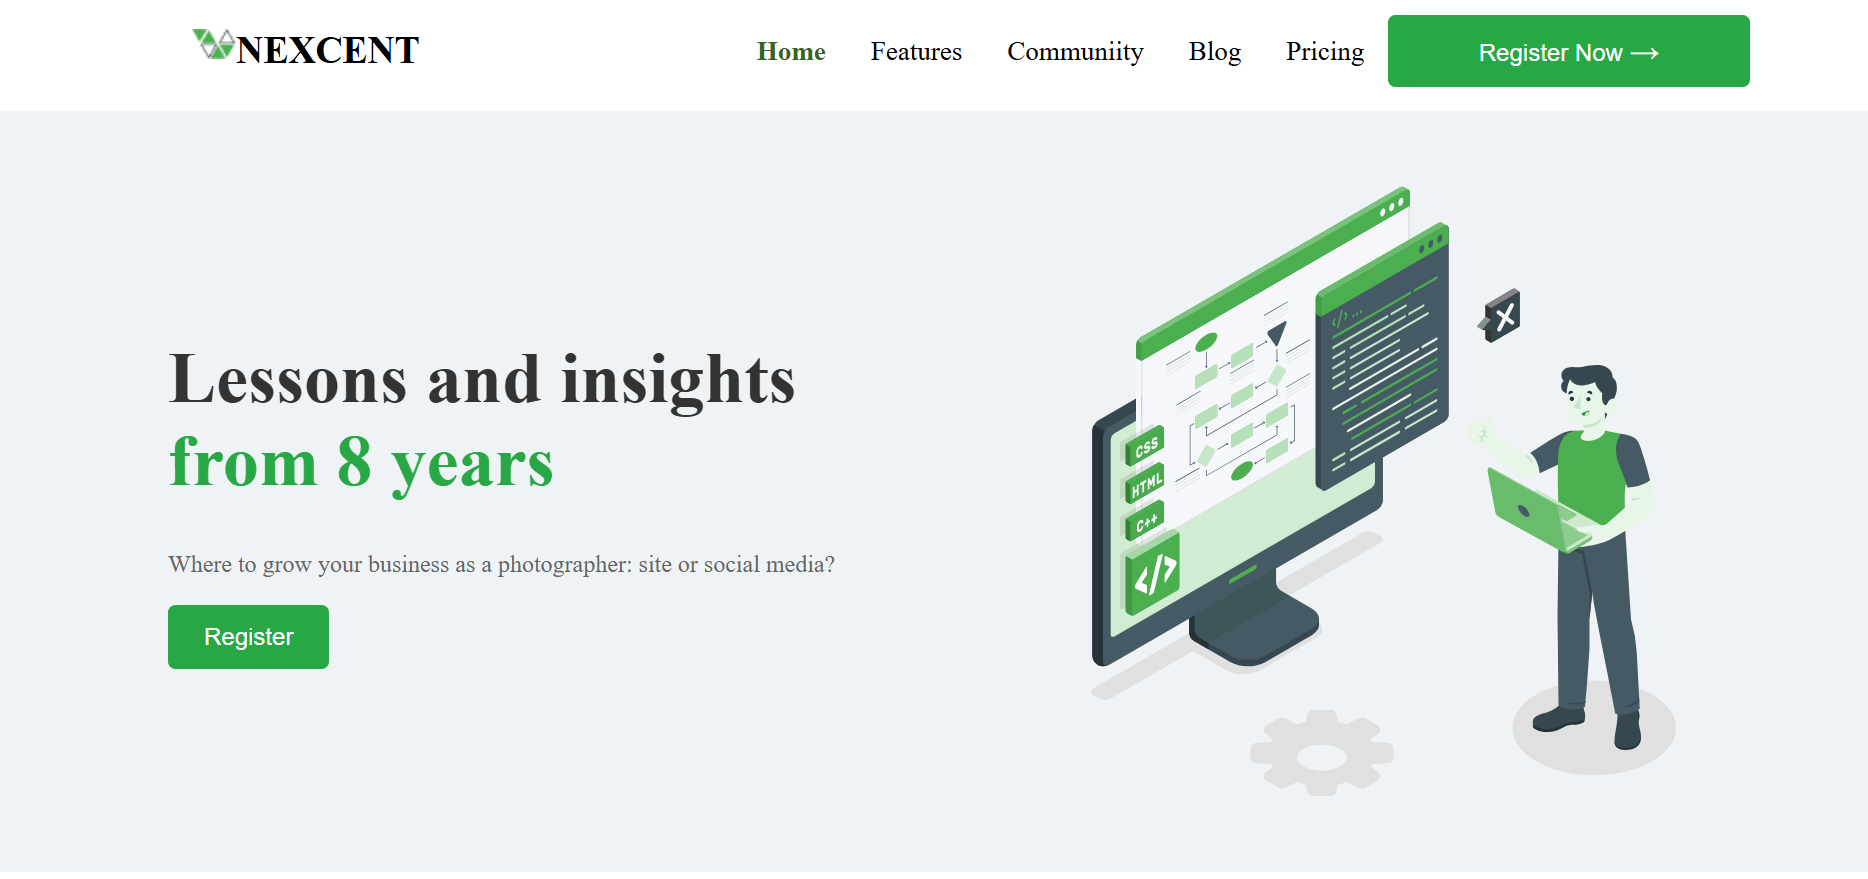 NEXCENT
Home Features Communiity Blog Pricing Register Now →
Lessons and insights
from 8 years
Where to grow your business as a photographer: site or social media?
Register
</> ...
CSS
HTML
C++
</>